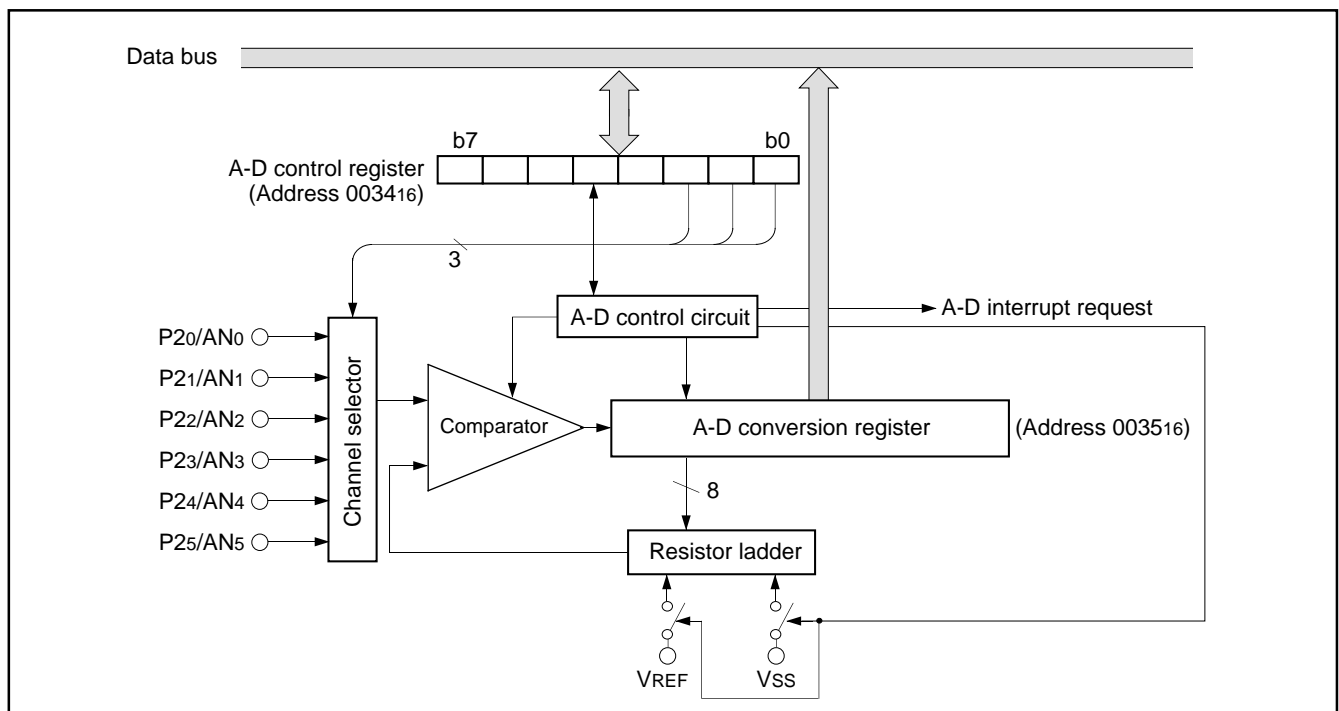 Data bus
b7 b0
A-D control register
(Address 003416)
3
A-D control circuit
A-D interrupt request
P20/AN0
P21/AN1
P22/AN2
P23/AN3
P24/AN4
P25/AN5
Channel selector
Comparator
A-D conversion register
(Address 003516)
8
Resistor ladder
VREF
VSS